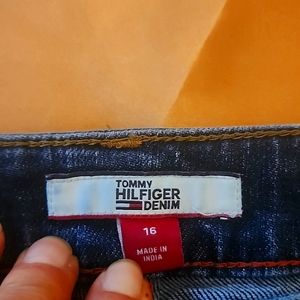 TOMMY
HILFIGER
DENIM
16
MADE IN
INDIA